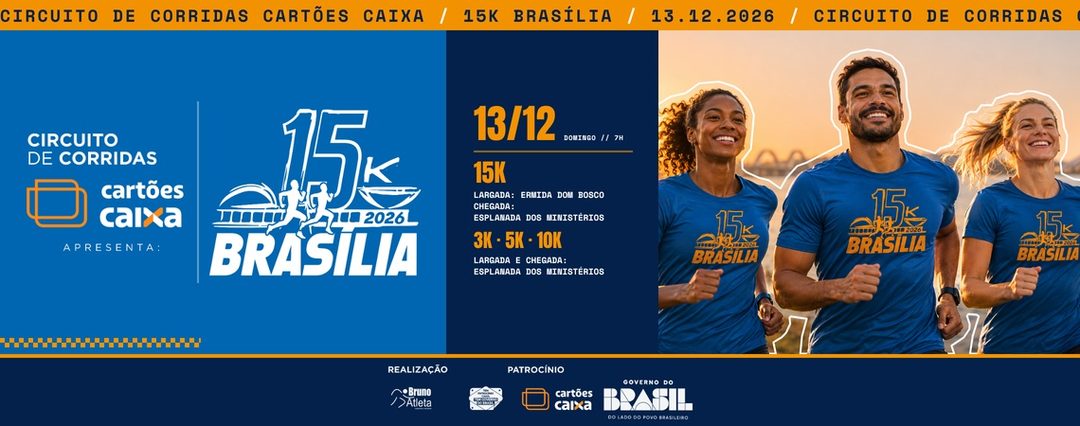 CIRCUITO DE CORRIDAS CARTÕES CAIXA / 15K BRASÍLIA / 13.12.2026 / CIRCUITO DE CORRIDAS
CIRCUITO
DE CORRIDAS
cartões
caixa
APRESENTA:
15K
2026
BRASÍLIA
13/12 DOMINGO // 7H
15K
LARGADA: ERMIDA DOM BOSCO
CHEGADA:
ESPLANADA DOS MINISTÉRIOS
3K · 5K · 10K
LARGADA E CHEGADA:
ESPLANADA DOS MINISTÉRIOS
15K
2026
BRASÍLIA
15K
2026
BRASÍLIA
15K
2026
BRASÍLIA
REALIZAÇÃO
Bruno
Atleta
PATROCÍNIO
cartões
caixa
GOVERNO DO
BRASIL
DO LADO DO POVO BRASILEIRO